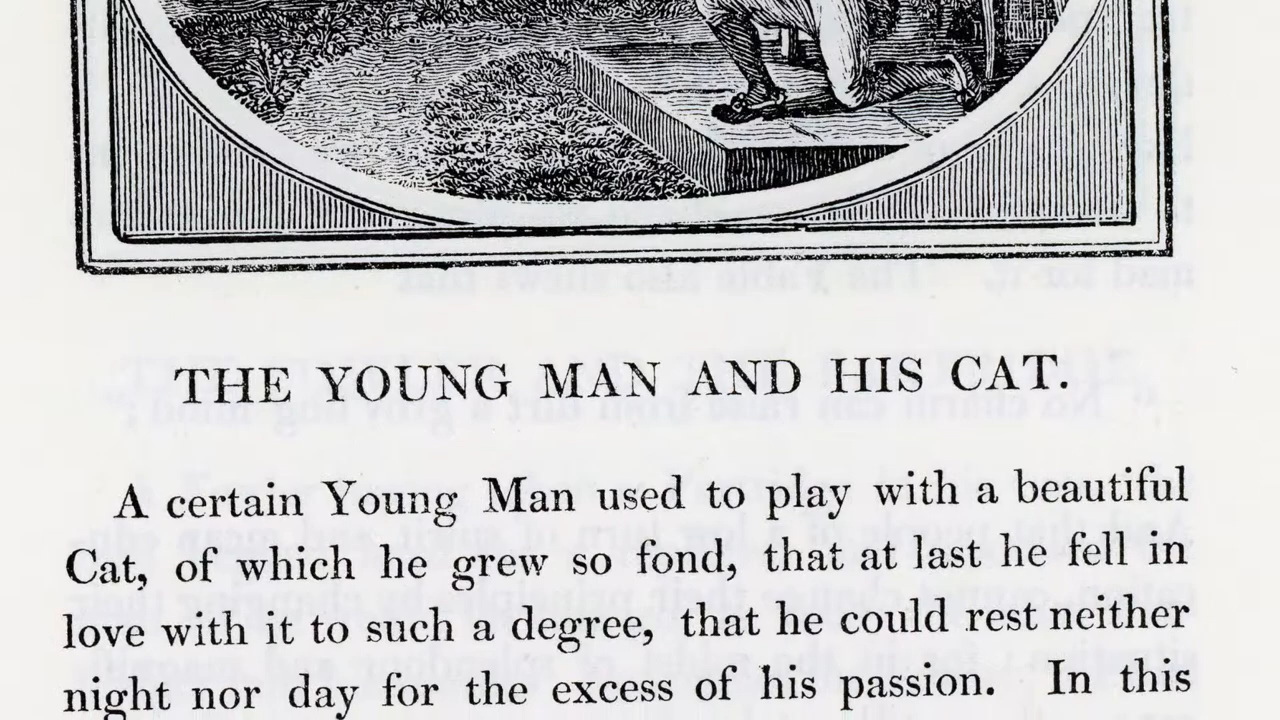 THE YOUNG MAN AND HIS CAT.
A certain Young Man used to play with a beautiful
Cat, of which he grew so fond, that at last he fell in
love with it to such a degree, that he could rest neither
night nor day for the excess of his passion. In this